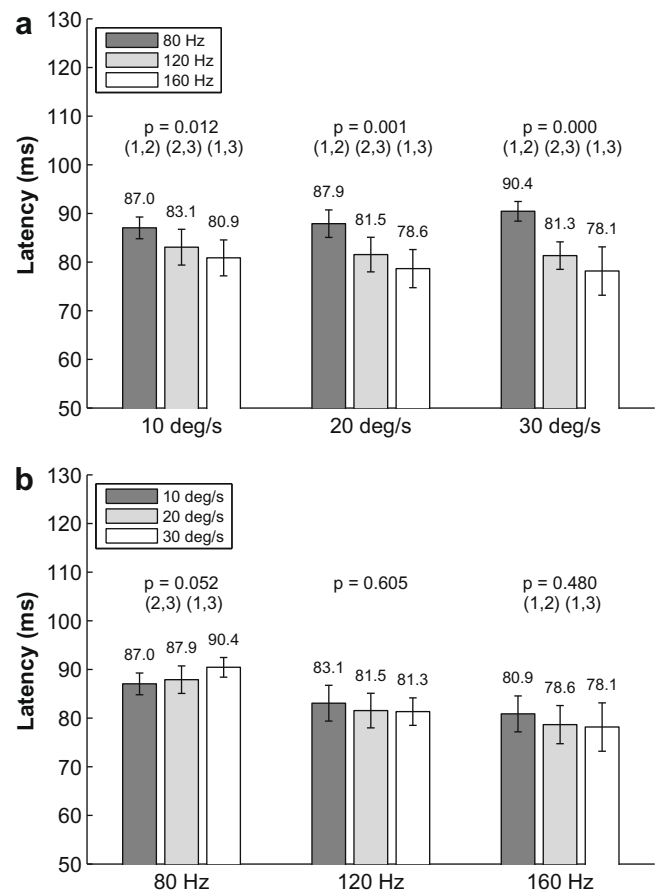 a
130
80 Hz
120 Hz
160 Hz
120
110
p = 0.012 p = 0.001 p = 0.000
(1,2) (2,3) (1,3) (1,2) (2,3) (1,3) (1,2) (2,3) (1,3)
100
Latency (ms)
87.0 83.1 80.9 87.9 81.5 78.6 90.4 81.3 78.1
90
80
70
60
50
10 deg/s 20 deg/s 30 deg/s
b
130
10 deg/s
20 deg/s
30 deg/s
120
110
p = 0.052 p = 0.605 p = 0.480
(2,3) (1,3) (1,2) (1,3)
100
Latency (ms)
87.0 87.9 90.4 83.1 81.5 81.3 80.9 78.6 78.1
90
80
70
60
50
80 Hz 120 Hz 160 Hz